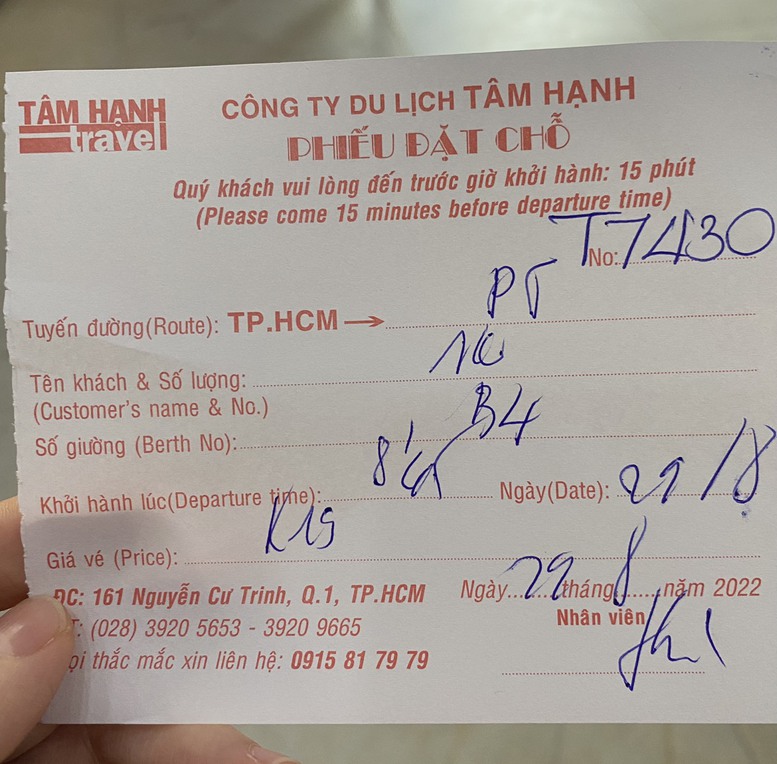 TÂM HẠNH
travel
CÔNG TY DU LỊCH TÂM HẠNH
PHIẾU ĐẶT CHỖ
Quý khách vui lòng đến trước giờ khởi hành: 15 phút
(Please come 15 minutes before departure time)
No: T7430
Tuyến đường(Route): TP.HCM → PT
Tên khách & Số lượng:
(Customer's name & No.)
Số giường (Berth No): B4
Khởi hành lúc(Departure time): Ngày(Date): 29/8
Giá vé (Price):
ĐC: 161 Nguyễn Cư Trinh, Q.1, TP.HCM
(028) 3920 5653 - 3920 9665
thắc mắc xin liên hệ: 0915 81 79 79
Ngày 29 tháng 8 năm 2022
Nhân viên